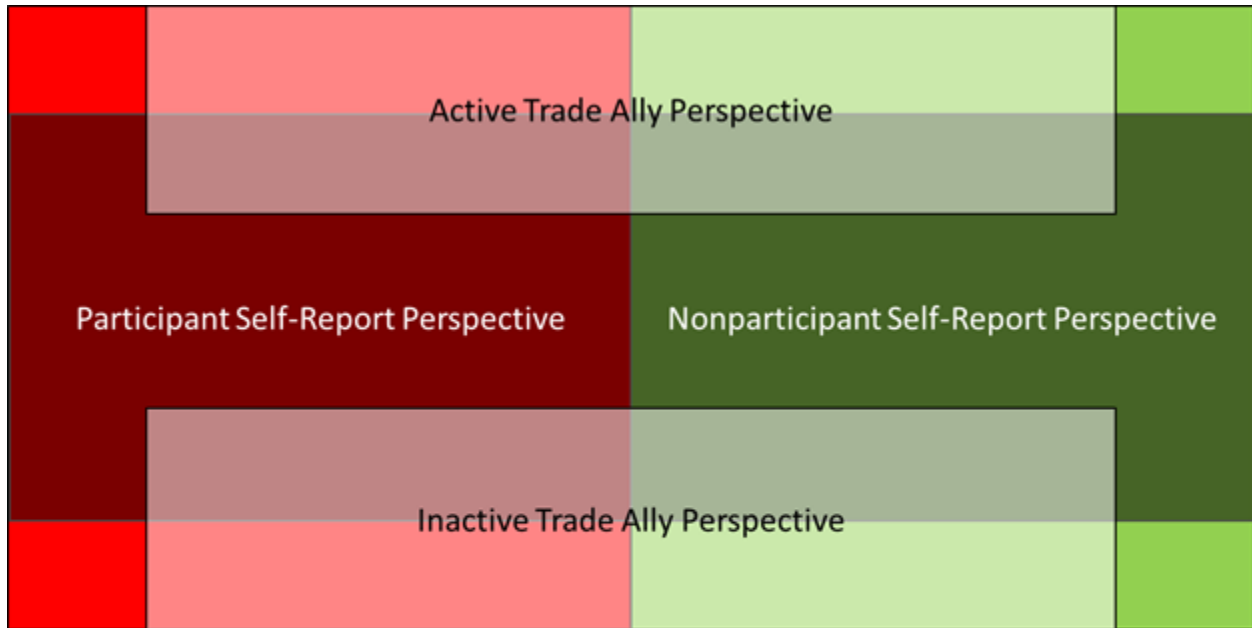 Active Trade Ally Perspective
Participant Self-Report Perspective
Nonparticipant Self-Report Perspective
Inactive Trade Ally Perspective